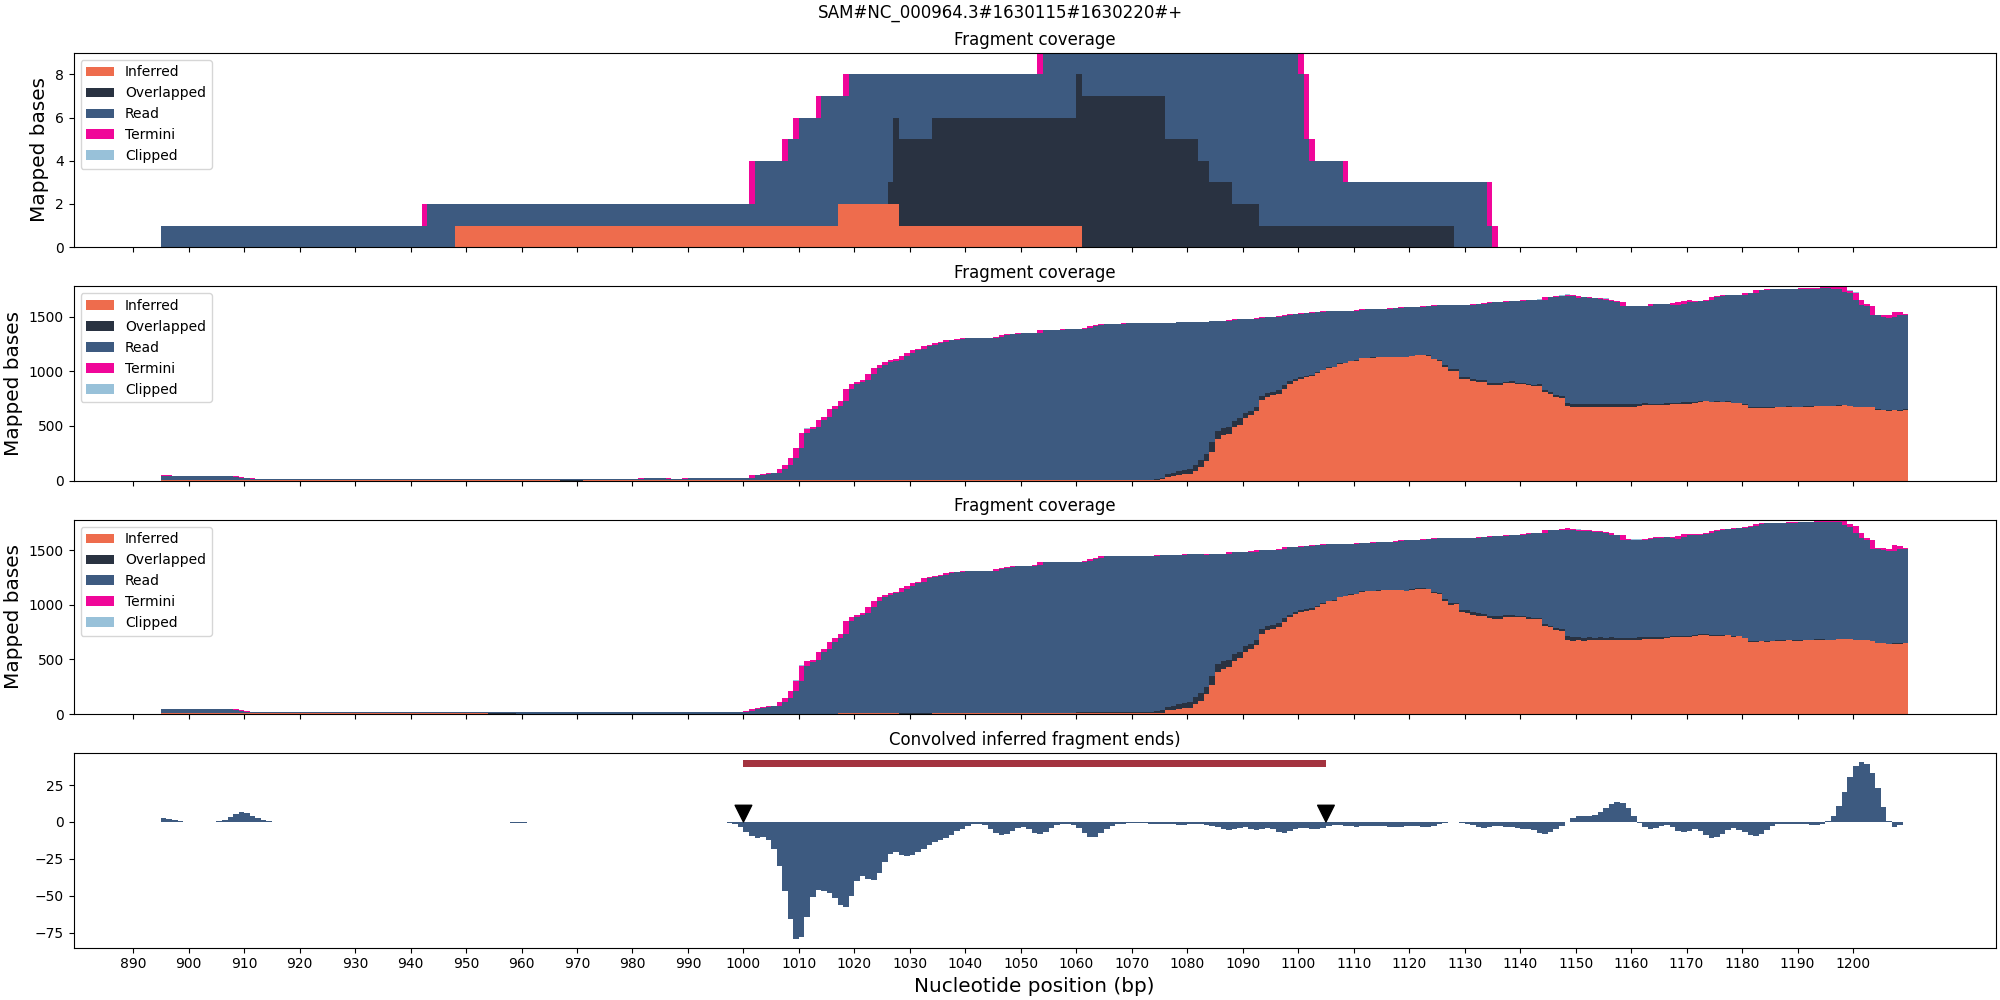 SAM#NC_000964.3#1630115#1630220#+
Fragment coverage
Mapped bases
8
6
4
2
0
Inferred
Overlapped
Read
Termini
Clipped
Fragment coverage
Mapped bases
1500
1000
500
0
Inferred
Overlapped
Read
Termini
Clipped
Fragment coverage
Mapped bases
1500
1000
500
0
Inferred
Overlapped
Read
Termini
Clipped
Convolved inferred fragment ends)
25
0
−25
−50
−75
890 900 910 920 930 940 950 960 970 980 990 1000 1010 1020 1030 1040 1050 1060 1070 1080 1090 1100 1110 1120 1130 1140 1150 1160 1170 1180 1190 1200
Nucleotide position (bp)